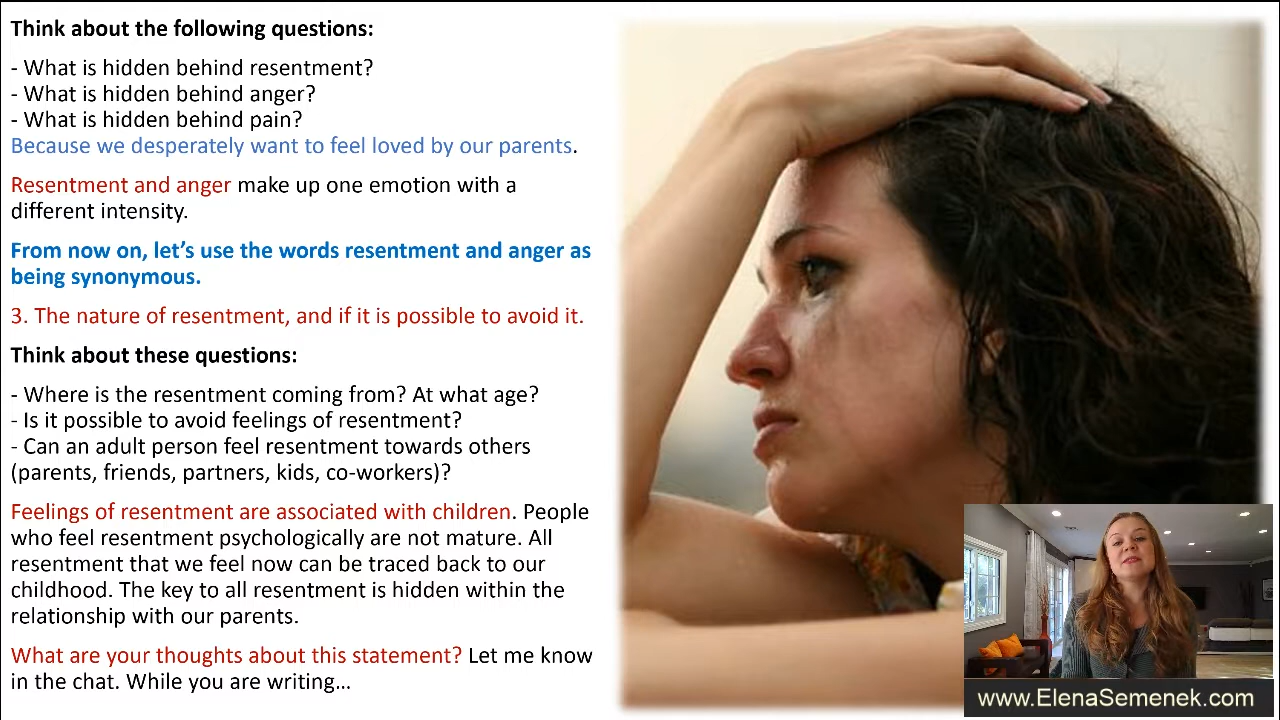 Think about the following questions:
- What is hidden behind resentment?
- What is hidden behind anger?
- What is hidden behind pain?
Because we desperately want to feel loved by our parents.
Resentment and anger make up one emotion with a
different intensity.
From now on, let’s use the words resentment and anger as
being synonymous.
3. The nature of resentment, and if it is possible to avoid it.
Think about these questions:
- Where is the resentment coming from? At what age?
- Is it possible to avoid feelings of resentment?
- Can an adult person feel resentment towards others
(parents, friends, partners, kids, co-workers)?
Feelings of resentment are associated with children. People
who feel resentment psychologically are not mature. All
resentment that we feel now can be traced back to our
childhood. The key to all resentment is hidden within the
relationship with our parents.
What are your thoughts about this statement? Let me know
in the chat. While you are writing...
www.ElenaSemenek.com